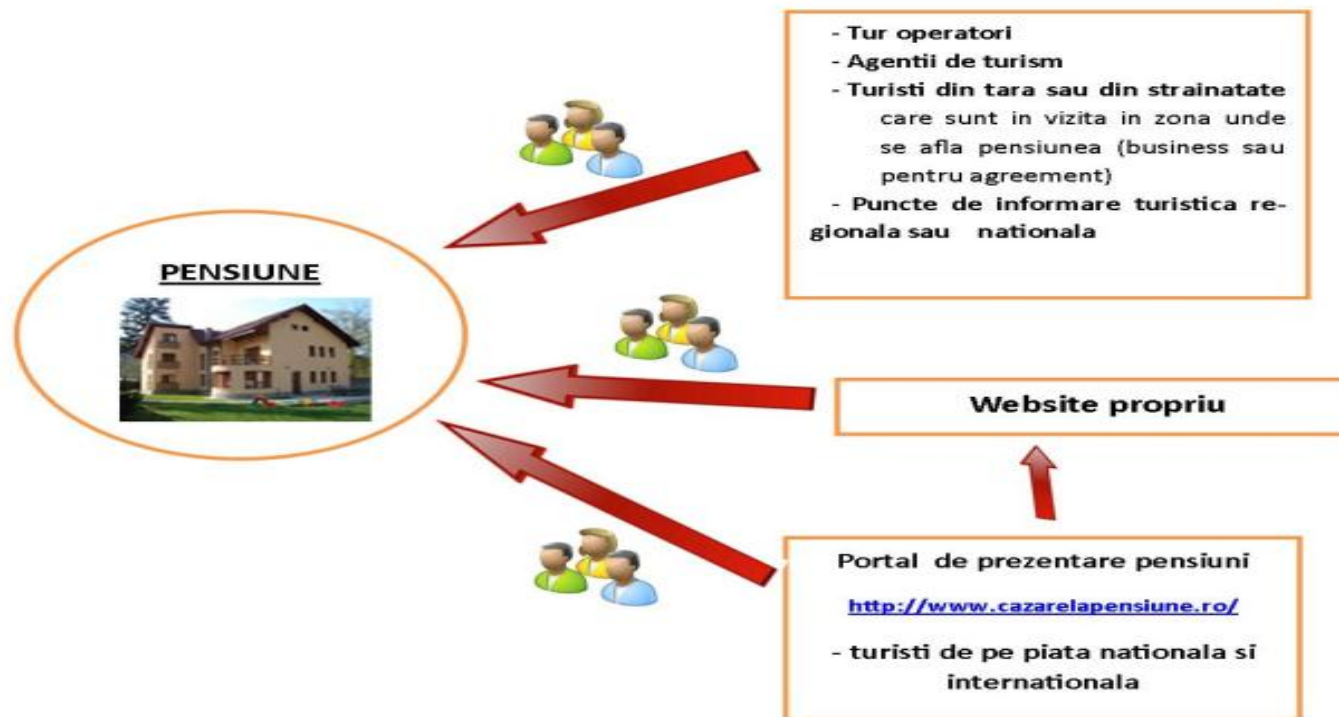 PENSIUNE
- Tur operatori
- Agentii de turism
- Turisti din tara sau din strainatate
care sunt in vizita in zona unde
se afla pensiunea (business sau
pentru agreement)
- Puncte de informare turistica re-
gionala sau nationala
Website propriu
Portal de prezentare pensiuni
http://www.cazarelapensiune.ro/
- turisti de pe piata nationala si
internationala